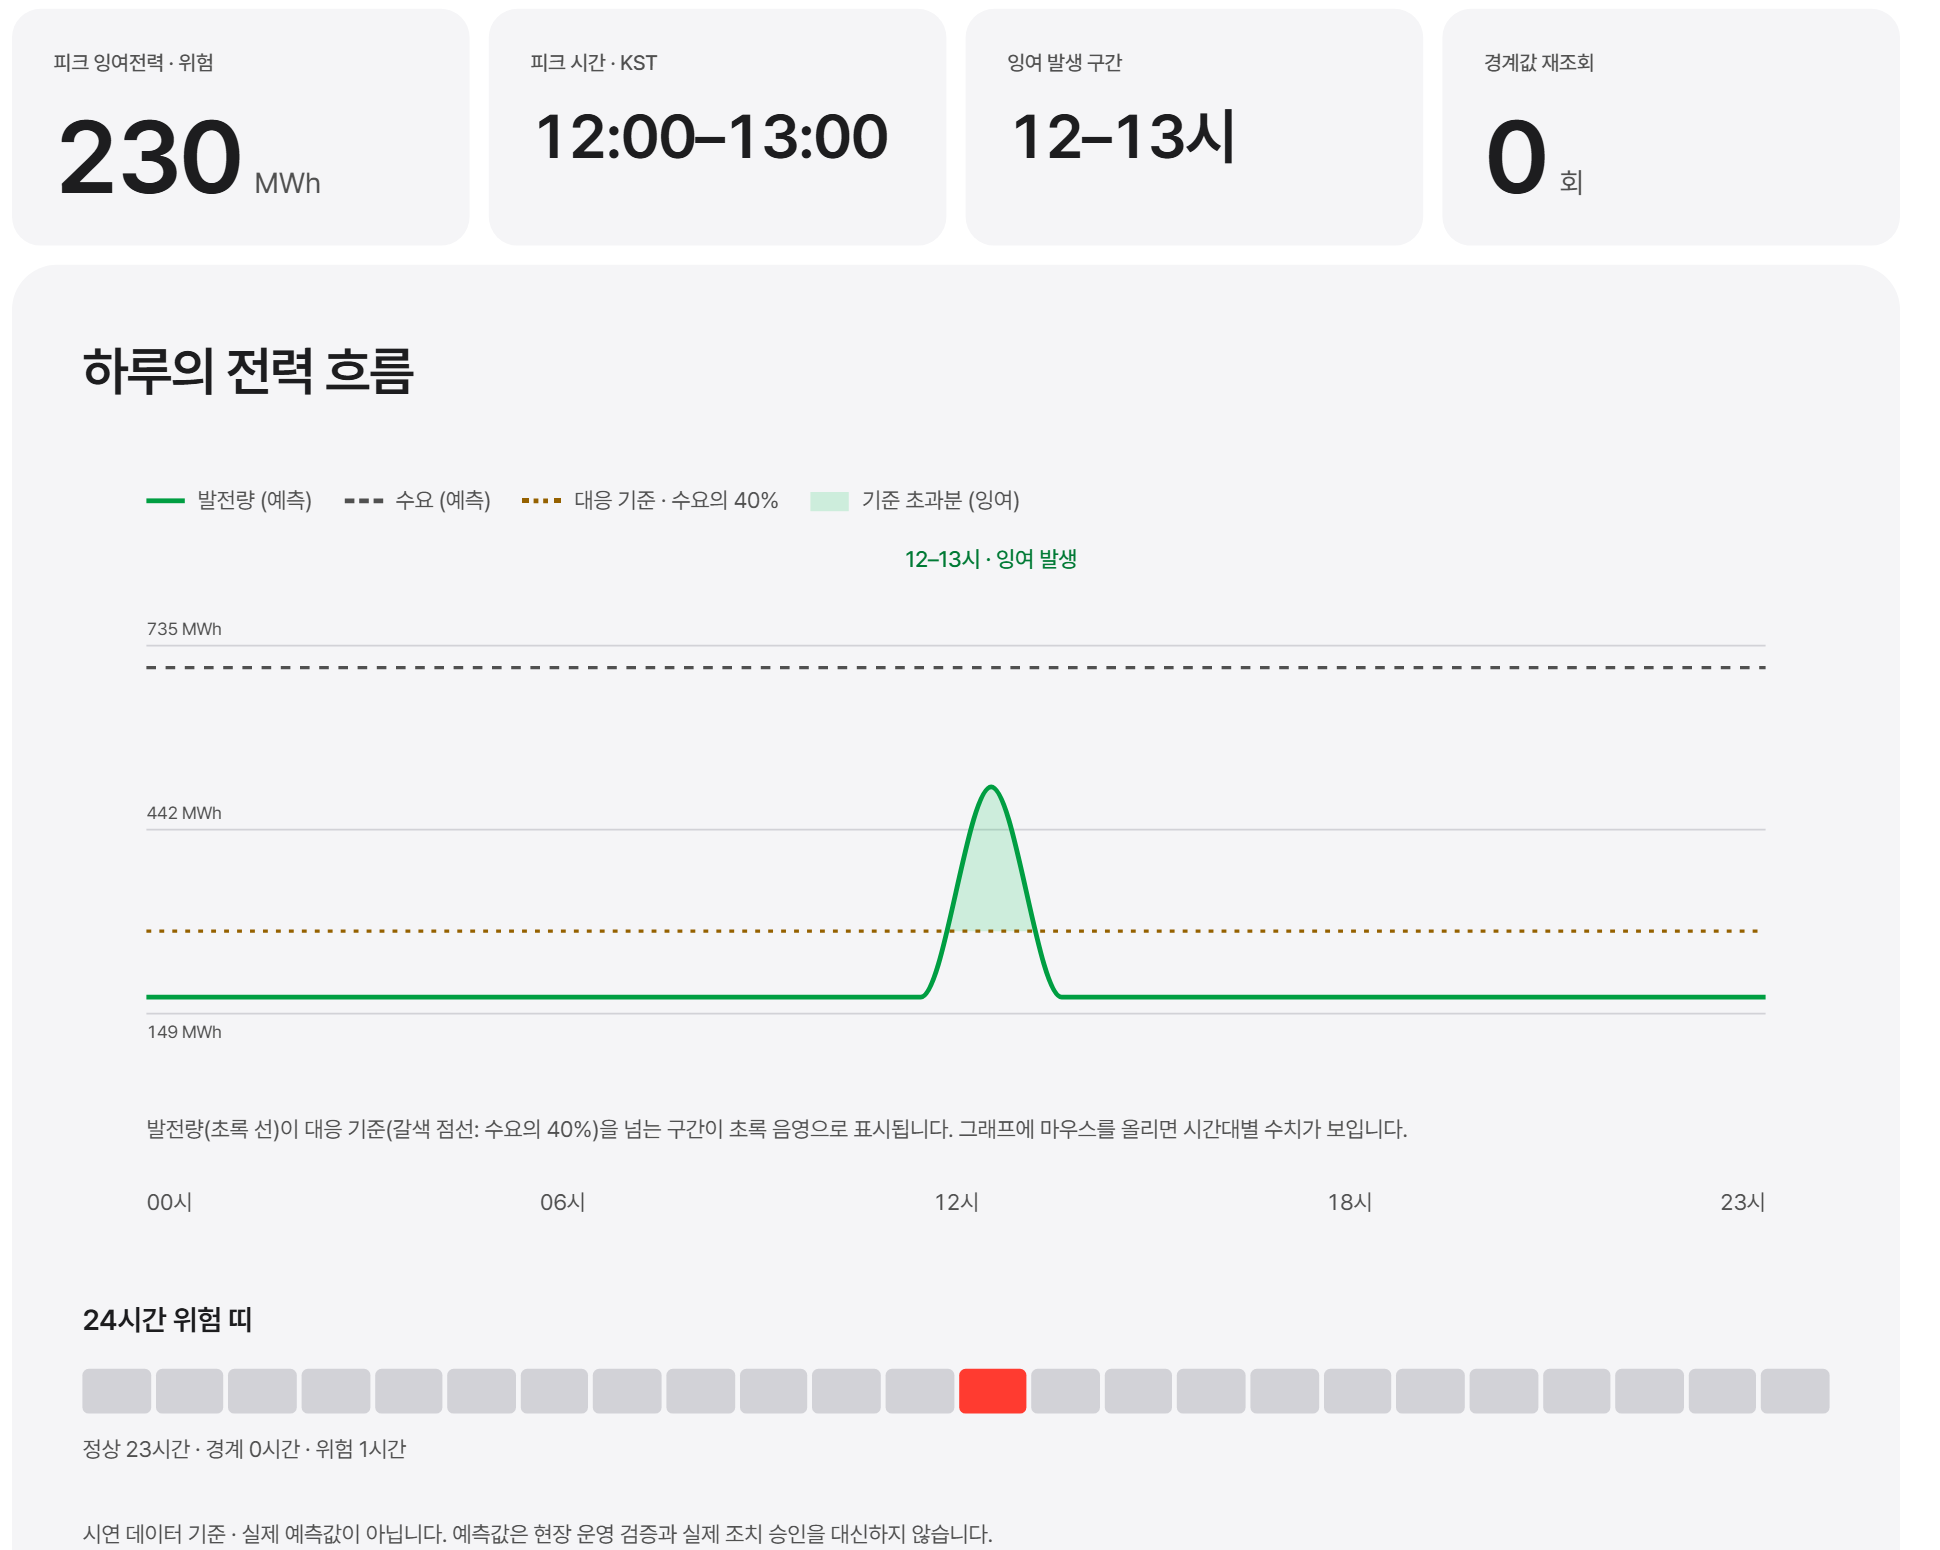 피크 잉여전력 · 위험
230 MWh
피크 시간 · KST
12:00–13:00
잉여 발생 구간
12–13시
경계값 재조회
0 회
하루의 전력 흐름
발전량 (예측) 수요 (예측) 대응 기준 · 수요의 40% 기준 초과분 (잉여)
12–13시 · 잉여 발생
735 MWh
442 MWh
149 MWh
발전량(초록 선)이 대응 기준(갈색 점선: 수요의 40%)을 넘는 구간이 초록 음영으로 표시됩니다. 그래프에 마우스를 올리면 시간대별 수치가 보입니다.
00시 06시 12시 18시 23시
24시간 위험 띠
정상 23시간 · 경계 0시간 · 위험 1시간
시연 데이터 기준 · 실제 예측값이 아닙니다. 예측값은 현장 운영 검증과 실제 조치 승인을 대신하지 않습니다.